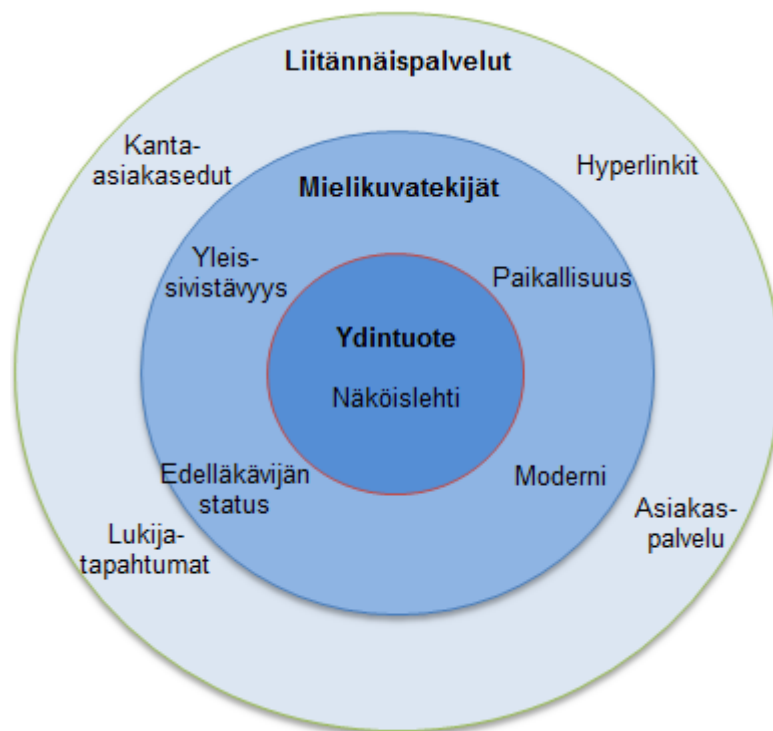 Liitännäispalvelut
Kanta-
asiakasedut
Hyperlinkit
Mielikuvatekijät
Yleis-
sivistävyys
Paikallisuus
Ydintuote
Näköislehti
Edelläkävijän
status
Moderni
Lukija-
tapahtumat
Asiakas-
palvelu